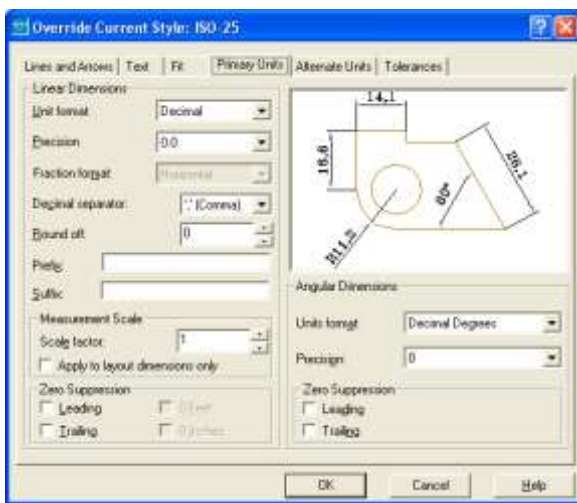 Override Current Style: ISO-25
Lines and Arrows Text Fit Primary Units Alternate Units Tolerances
Linear Dimensions
Unit format Decimal
Precision 0.0
Fraction format Horizontal
Decimal separator: ',' (Comma)
Round off: 0
Prefix:
Suffix:
Measurement Scale
Scale factor: 1
Apply to layout dimensions only
Zero Suppression
Leading 0 Feet
Trailing 0 Inches
14,1
16,6
60°
R11,2
Angular Dimensions
Units format: Decimal Degrees
Precision: 0
Zero Suppression
Leading
Trailing
OK Cancel Help